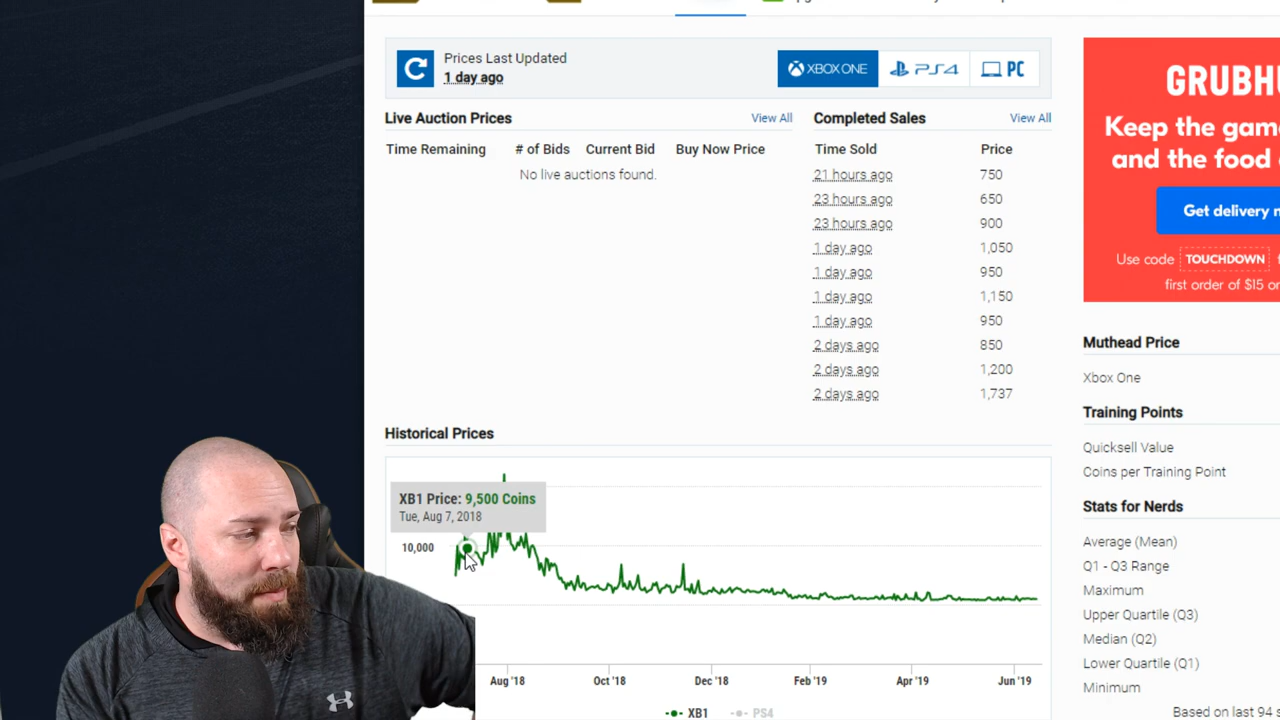 Prices Last Updated
1 day ago
XBOX ONE
PS4
PC
Live Auction Prices
View All
Time Remaining # of Bids Current Bid Buy Now Price
No live auctions found.
Completed Sales
View All
Time Sold Price
21 hours ago 750
23 hours ago 650
23 hours ago 900
1 day ago 1,050
1 day ago 950
1 day ago 1,150
1 day ago 950
2 days ago 850
2 days ago 1,200
2 days ago 1,737
Historical Prices
XB1 Price: 9,500 Coins
Tue, Aug 7, 2018
10,000
Aug '18 Oct '18 Dec '18 Feb '19 Apr '19 Jun '19
XB1 PS4
GRUBHU
Keep the gam
and the food
Get delivery n
Use code TOUCHDOWN
first order of $15 or
Muthead Price
Xbox One
Training Points
Quicksell Value
Coins per Training Point
Stats for Nerds
Average (Mean)
Q1 - Q3 Range
Maximum
Upper Quartile (Q3)
Median (Q2)
Lower Quartile (Q1)
Minimum
Based on last 94 s